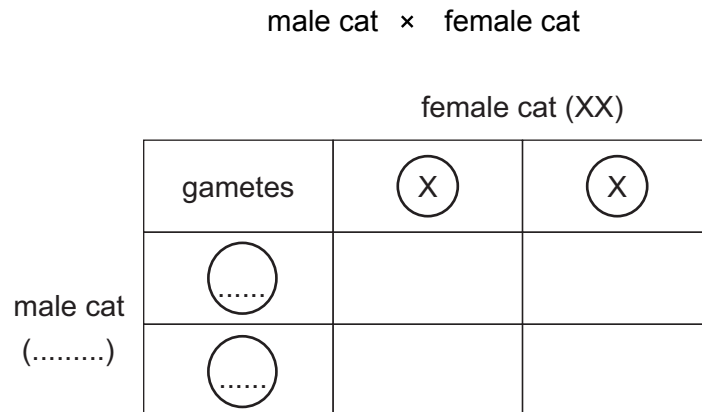 male cat × female cat
female cat (XX)
gametes X X
......
male cat
(.........)
......